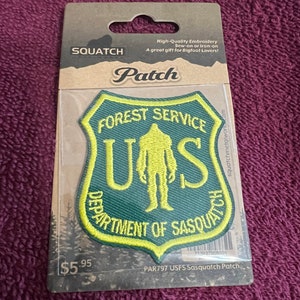 SQUATCH
High-Quality Embroidery
Sew-on or Iron-on
A great gift for Bigfoot Lovers!
Patch
FOREST SERVICE
U S
DEPARTMENT OF SASQUATCH
$5.95
PAR797 USFS Sasquatch Patch